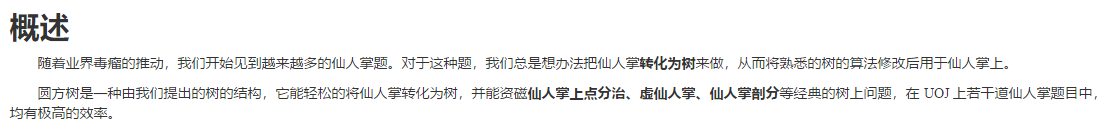 概述
随着业界毒瘤的推动，我们开始见到越来越多的仙人掌题。对于这种题，我们总是想办法把仙人掌转化为树来做，从而将熟悉的树的算法修改后用于仙人掌上。
圆方树是一种由我们提出的树的结构，它能轻松的将仙人掌转化为树，并能资磁仙人掌上点分治、虚仙人掌、仙人掌剖分等经典的树上问题，在 UOJ 上若干道仙人掌题目中，
均有极高的效率。